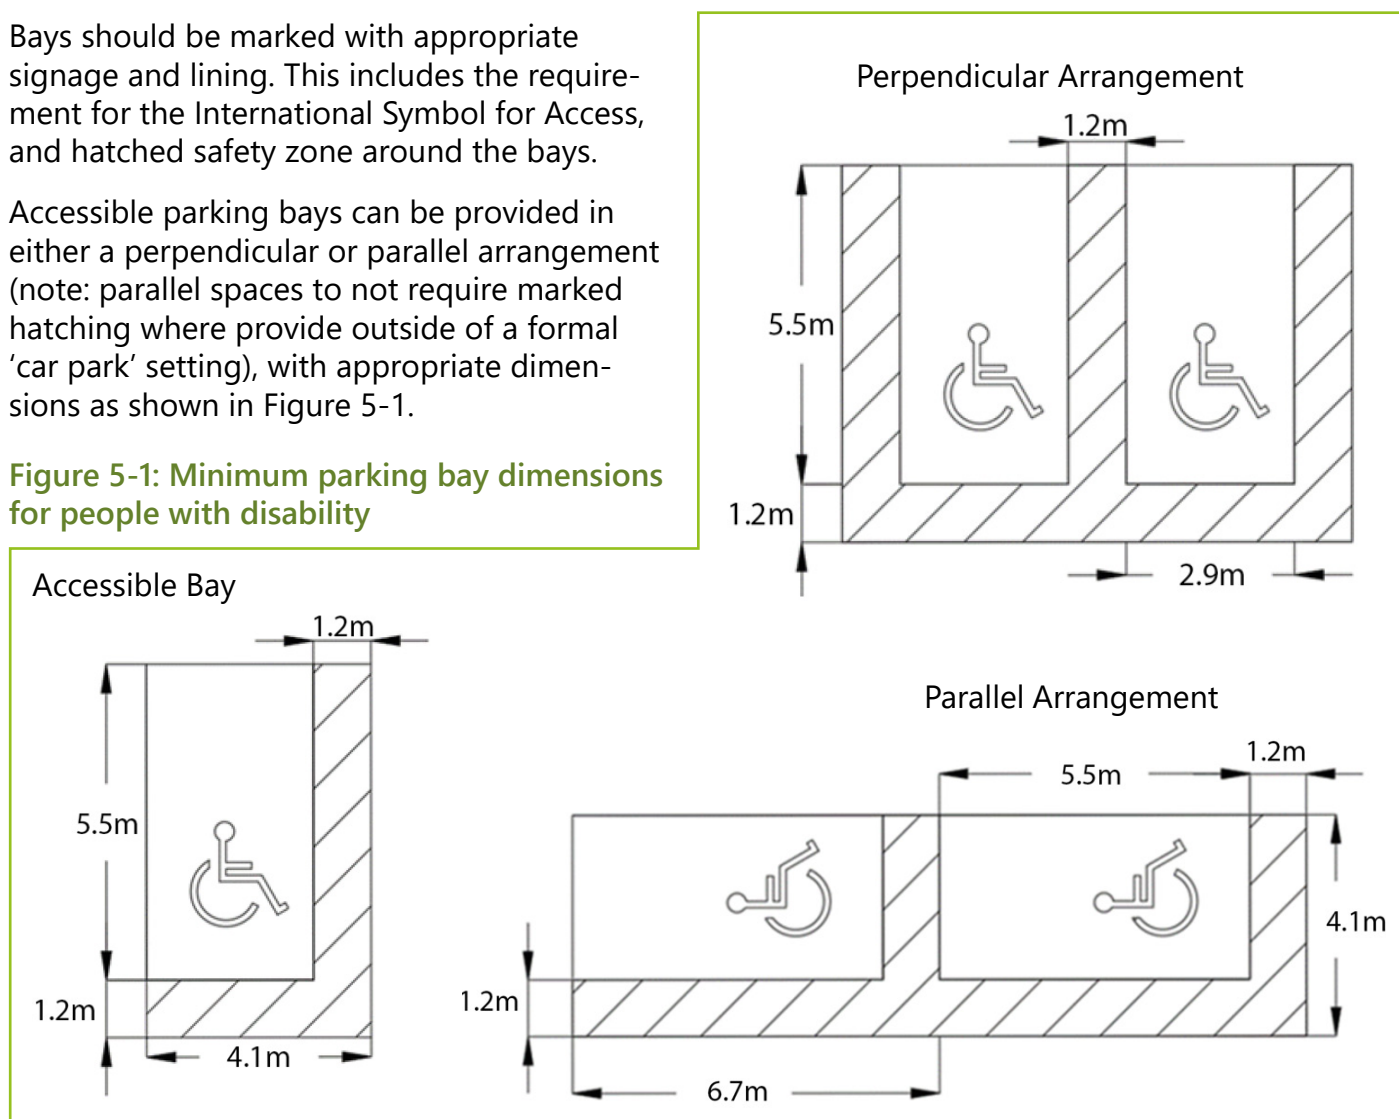 Bays should be marked with appropriate
signage and lining. This includes the require-
ment for the International Symbol for Access,
and hatched safety zone around the bays.
Accessible parking bays can be provided in
either a perpendicular or parallel arrangement
(note: parallel spaces to not require marked
hatching where provide outside of a formal
‘car park’ setting), with appropriate dimen-
sions as shown in Figure 5-1.
Figure 5-1: Minimum parking bay dimensions
for people with disability
Perpendicular Arrangement
1.2m
5.5m
1.2m
2.9m
Accessible Bay
1.2m
5.5m
1.2m
4.1m
Parallel Arrangement
1.2m
5.5m
4.1m
1.2m
6.7m